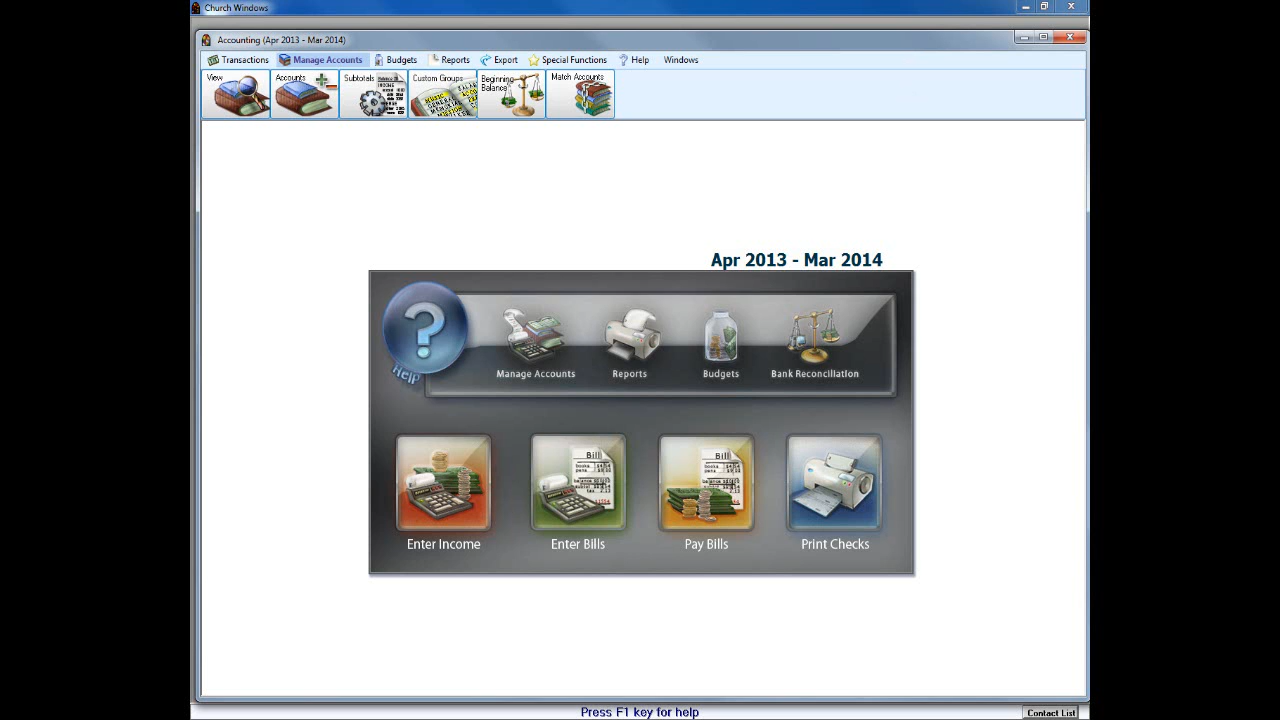 Church Windows
Accounting (Apr 2013 - Mar 2014)
Transactions Manage Accounts Budgets Reports Export Special Functions Help Windows
View Accounts Subtotals Custom Groups Beginning Balance Match Accounts
Apr 2013 - Mar 2014
Help
Manage Accounts Reports Budgets Bank Reconciliation
Bill Bill
Enter Income Enter Bills Pay Bills Print Checks
Press F1 key for help
Contact List